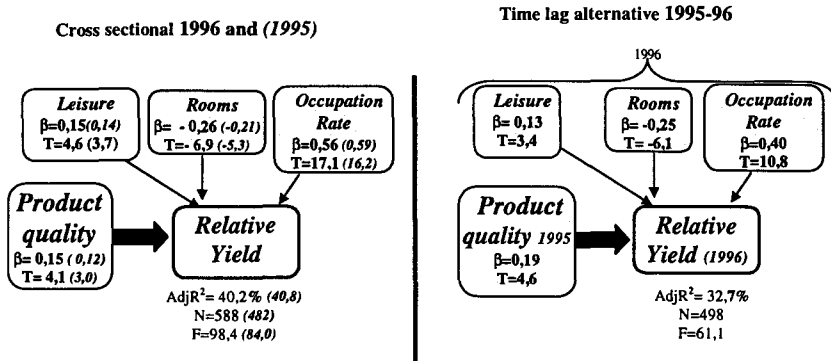 Cross sectional 1996 and (1995)
Leisure
β=0,15(0,14)
T=4,6 (3,7)
Rooms
β= - 0,26 (-0,21)
T=- 6,9 (-5,3)
Occupation
Rate
β=0,56 (0,59)
T=17,1 (16,2)
Product
quality
β= 0,15 ( 0,12)
T= 4,1 (3,0)
Relative
Yield
AdjR²= 40,2% (40,8)
N=588 (482)
F=98,4 (84,0)
Time lag alternative 1995-96
1996
Leisure
β= 0,13
T=3,4
Rooms
β= -0,25
T= -6,1
Occupation
Rate
β=0,40
T=10,8
Product
quality 1995
β=0,19
T=4,6
Relative
Yield (1996)
AdjR²= 32,7%
N=498
F=61,1